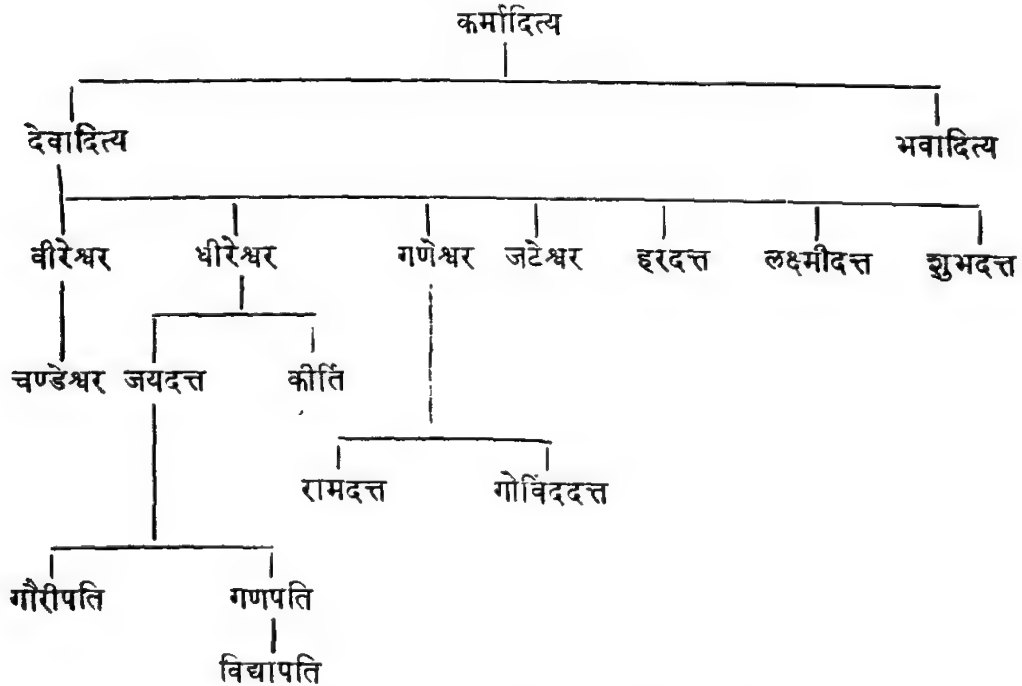 कर्मादित्य
देवादित्य भवादित्य
वीरेश्वर धीरेश्वर गणेश्वर जटेश्वर हरदत्त लक्ष्मीदत्त शुभदत्त
चण्डेश्वर जयदत्त कीर्ति
रामदत्त गोविंददत्त
गौरीपति गणपति
विद्यापति